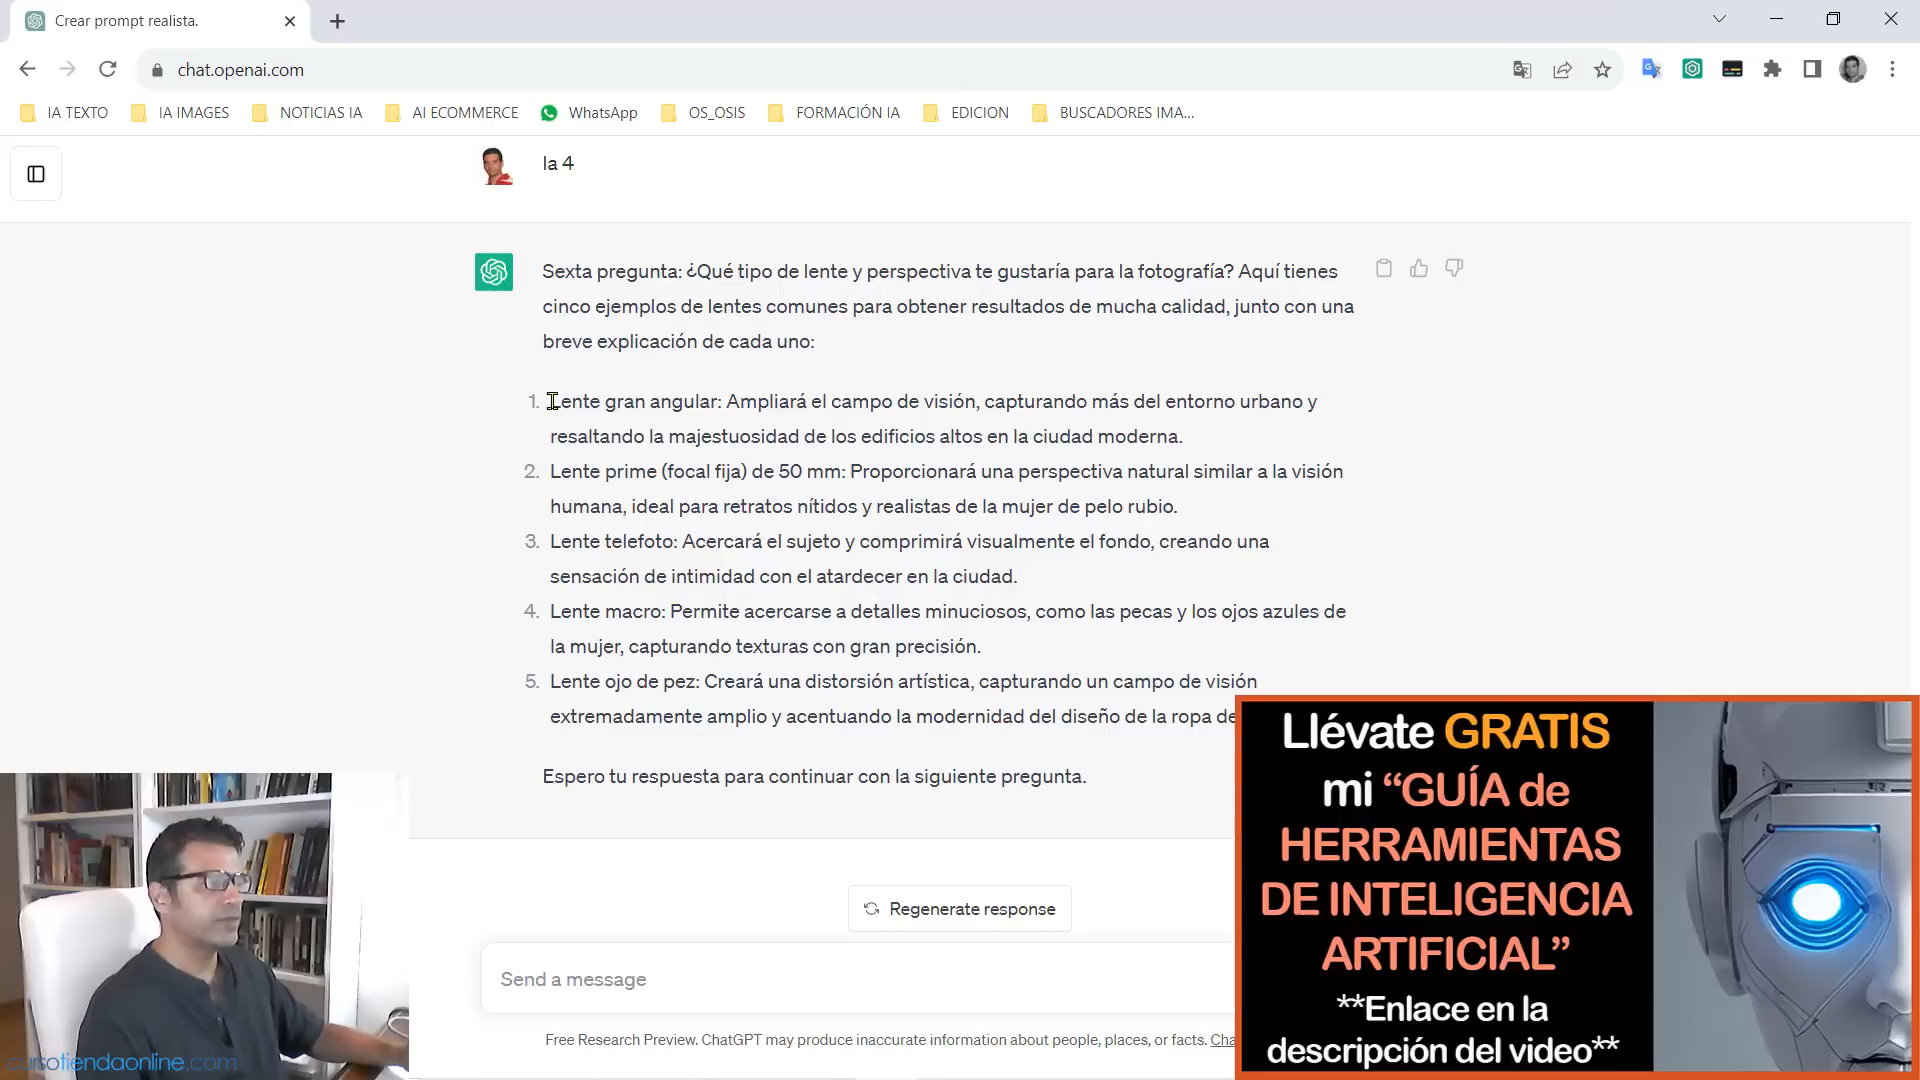 Crear prompt realista.
chat.openai.com
IA TEXTO
IA IMAGES
NOTICIAS IA
AI ECOMMERCE
WhatsApp
OS_OSIS
FORMACIÓN IA
EDICION
BUSCADORES IMA...
la 4
Sexta pregunta: ¿Qué tipo de lente y perspectiva te gustaría para la fotografía? Aquí tienes
cinco ejemplos de lentes comunes para obtener resultados de mucha calidad, junto con una
breve explicación de cada uno:
1. Lente gran angular: Ampliará el campo de visión, capturando más del entorno urbano y
resaltando la majestuosidad de los edificios altos en la ciudad moderna.
2. Lente prime (focal fija) de 50 mm: Proporcionará una perspectiva natural similar a la visión
humana, ideal para retratos nítidos y realistas de la mujer de pelo rubio.
3. Lente telefoto: Acercará el sujeto y comprimirá visualmente el fondo, creando una
sensación de intimidad con el atardecer en la ciudad.
4. Lente macro: Permite acercarse a detalles minuciosos, como las pecas y los ojos azules de
la mujer, capturando texturas con gran precisión.
5. Lente ojo de pez: Creará una distorsión artística, capturando un campo de visión
extremadamente amplio y acentuando la modernidad del diseño de la ropa de
Espero tu respuesta para continuar con la siguiente pregunta.
Regenerate response
Send a message
Free Research Preview. ChatGPT may produce inaccurate information about people, places, or facts. Cha
Llévate GRATIS
mi “GUÍA de
HERRAMIENTAS
DE INTELIGENCIA
ARTIFICIAL”
**Enlace en la
descripción del video**
cursotiendaonline.com